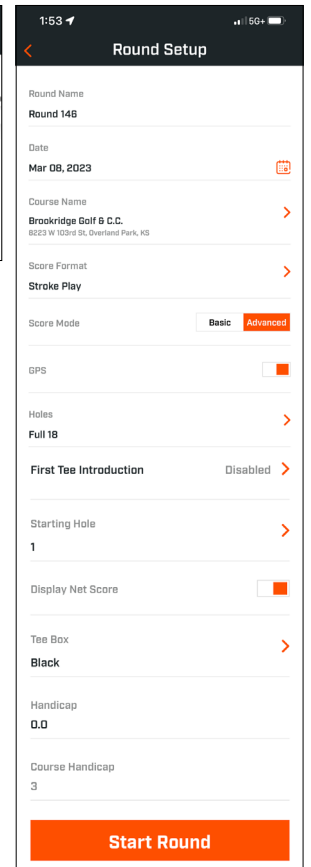 1:53
5G+
Round Setup
Round Name
Round 146
Date
Mar 08, 2023
Course Name
Brookridge Golf & C.C.
8223 W 103rd St, Overland Park, KS
Score Format
Stroke Play
Score Mode
Basic Advanced
GPS
Holes
Full 18
First Tee Introduction Disabled
Starting Hole
1
Display Net Score
Tee Box
Black
Handicap
0.0
Course Handicap
3
Start Round